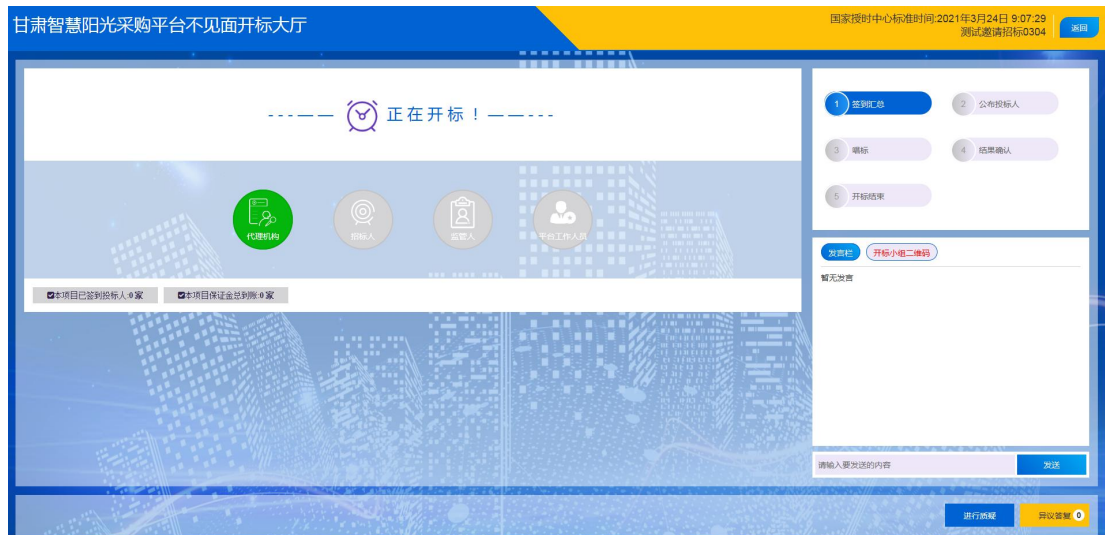 甘肃智慧阳光采购平台不见面开标大厅
国家授时中心标准时间:2021年3月24日 9:07:29
测试邀请招标0304
返回
---—— 正在开标！——---
代理机构
招标人
监管人
平台工作人员
本项目已签到投标人:0 家
本项目保证金总到账:0 家
1 签到汇总
2 公布投标人
3 唱标
4 结果确认
5 开标结束
发言栏
开标小组二维码
暂无发言
请输入要发送的内容
发送
进行质疑
异议答复 0